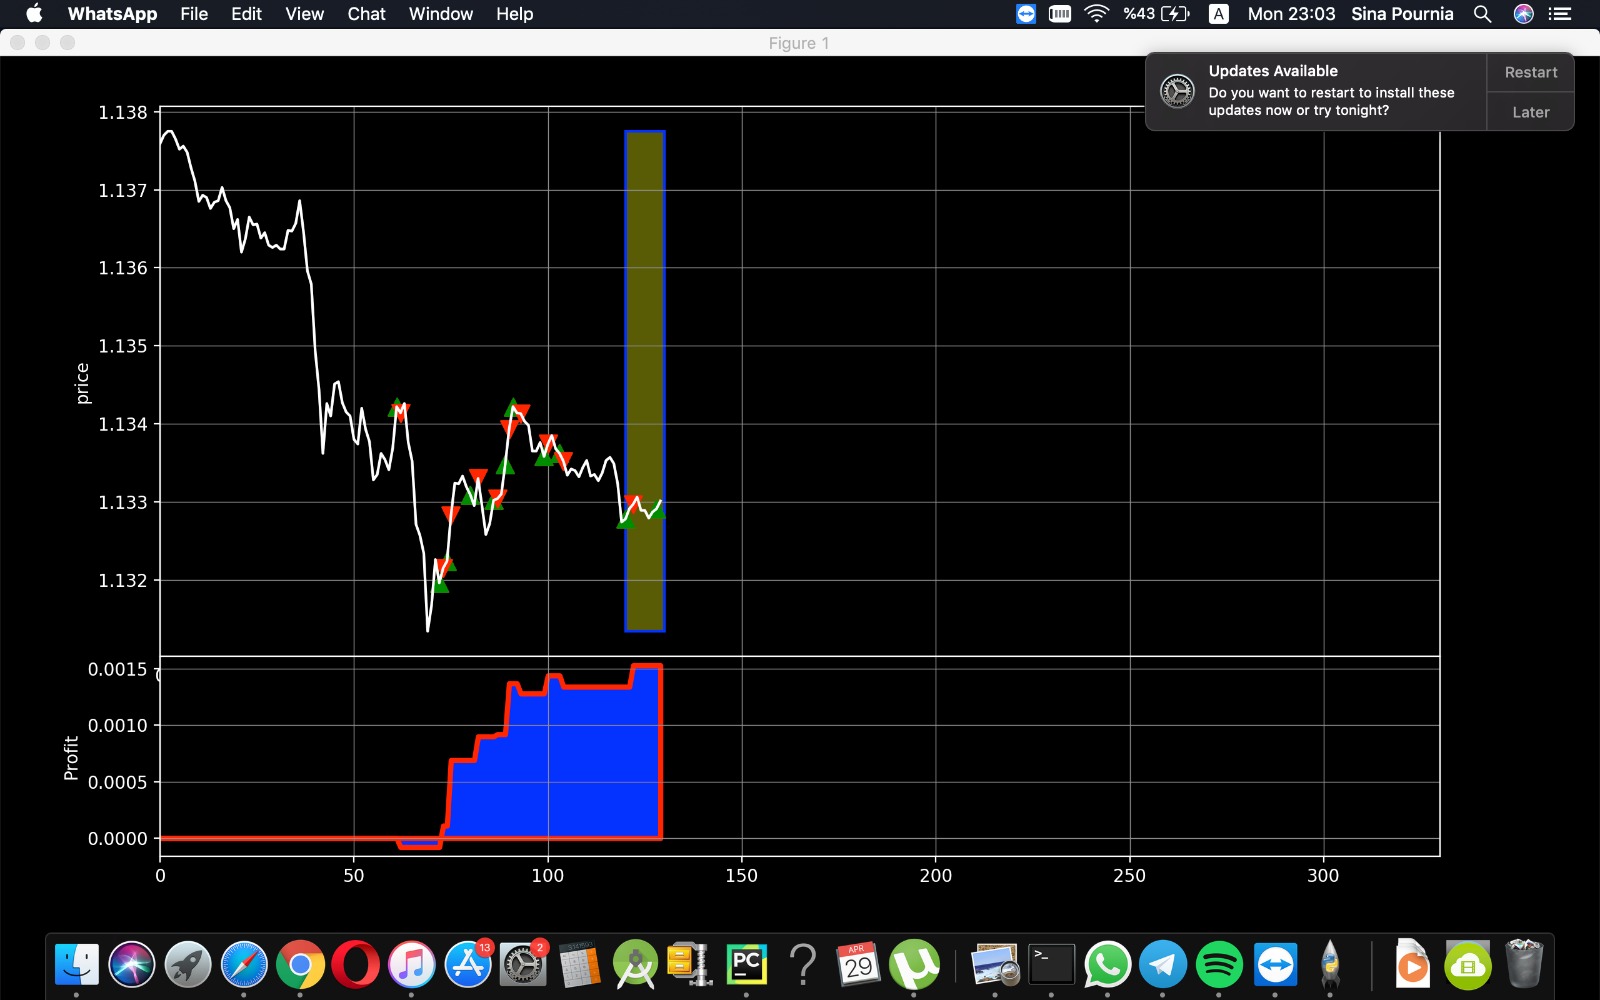 WhatsApp File Edit View Chat Window Help %43 A Mon 23:03 Sina Pournia
Figure 1
Updates Available
Do you want to restart to install these
updates now or try tonight?
Restart
Later
1.138
1.137
1.136
1.135
1.134
1.133
1.132
price
0.0015
0.0010
0.0005
0.0000
Profit
0 50 100 150 200 250 300
13
2
PC
APR
29
>_